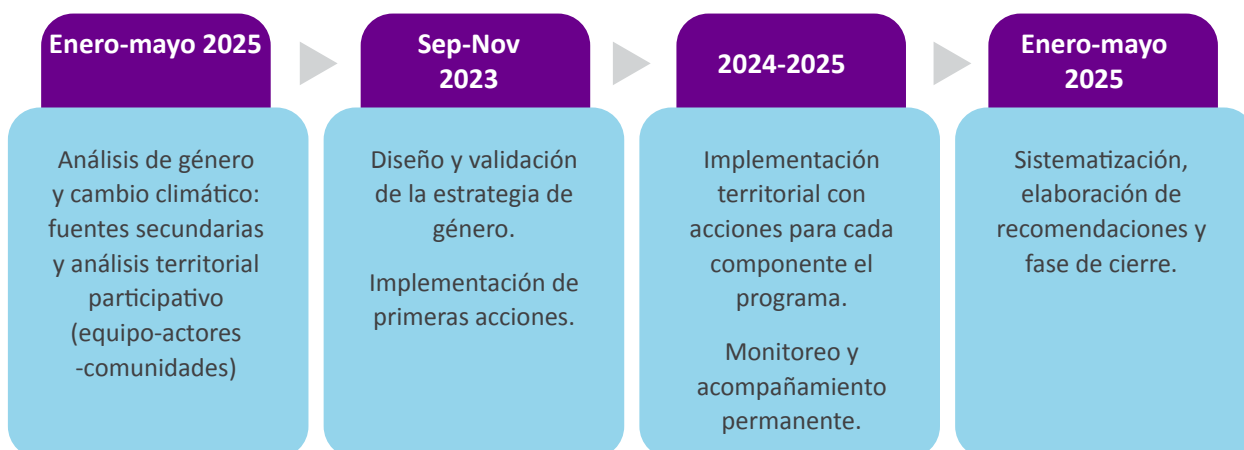 Enero-mayo 2025
Análisis de género
y cambio climático:
fuentes secundarias
y análisis territorial
participativo
(equipo-actores
-comunidades)
Sep-Nov
2023
Diseño y validación
de la estrategia de
género.
Implementación de
primeras acciones.
2024-2025
Implementación
territorial con
acciones para cada
componente el
programa.
Monitoreo y
acompañamiento
permanente.
Enero-mayo
2025
Sistematización,
elaboración de
recomendaciones y
fase de cierre.